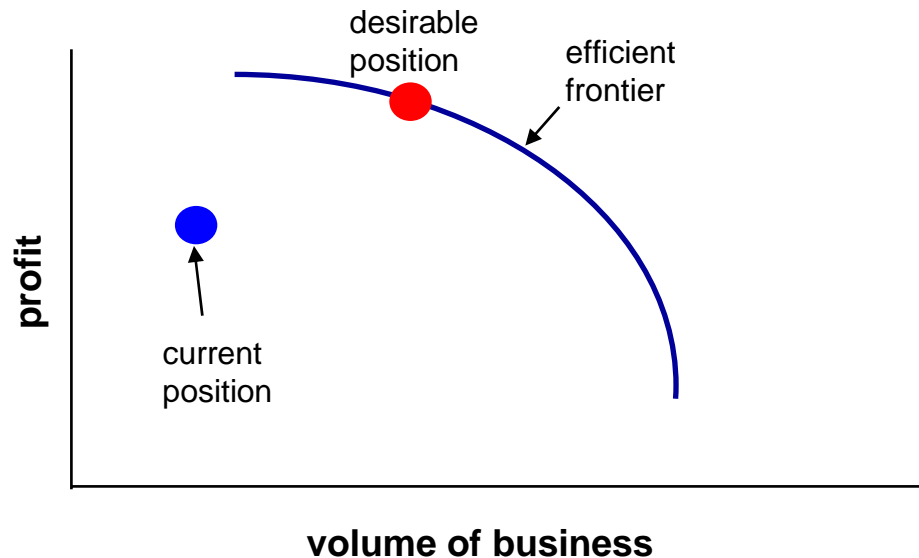 desirable
position
efficient
frontier
profit
current
position
volume of business